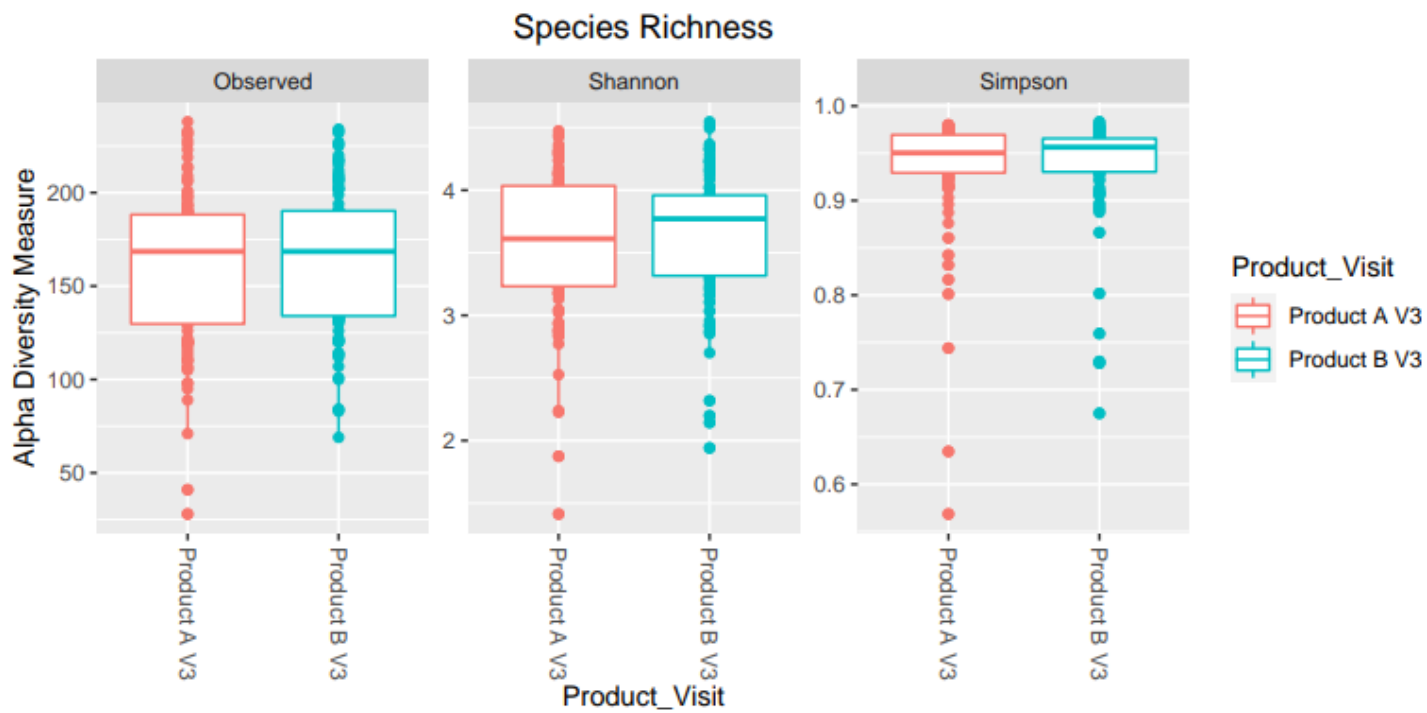 Species Richness
Observed
Shannon
Simpson
Alpha Diversity Measure
200
150
100
50
4
3
2
1.0
0.9
0.8
0.7
0.6
Product A V3
Product B V3
Product A V3
Product B V3
Product A V3
Product B V3
Product_Visit
Product_Visit
Product A V3
Product B V3